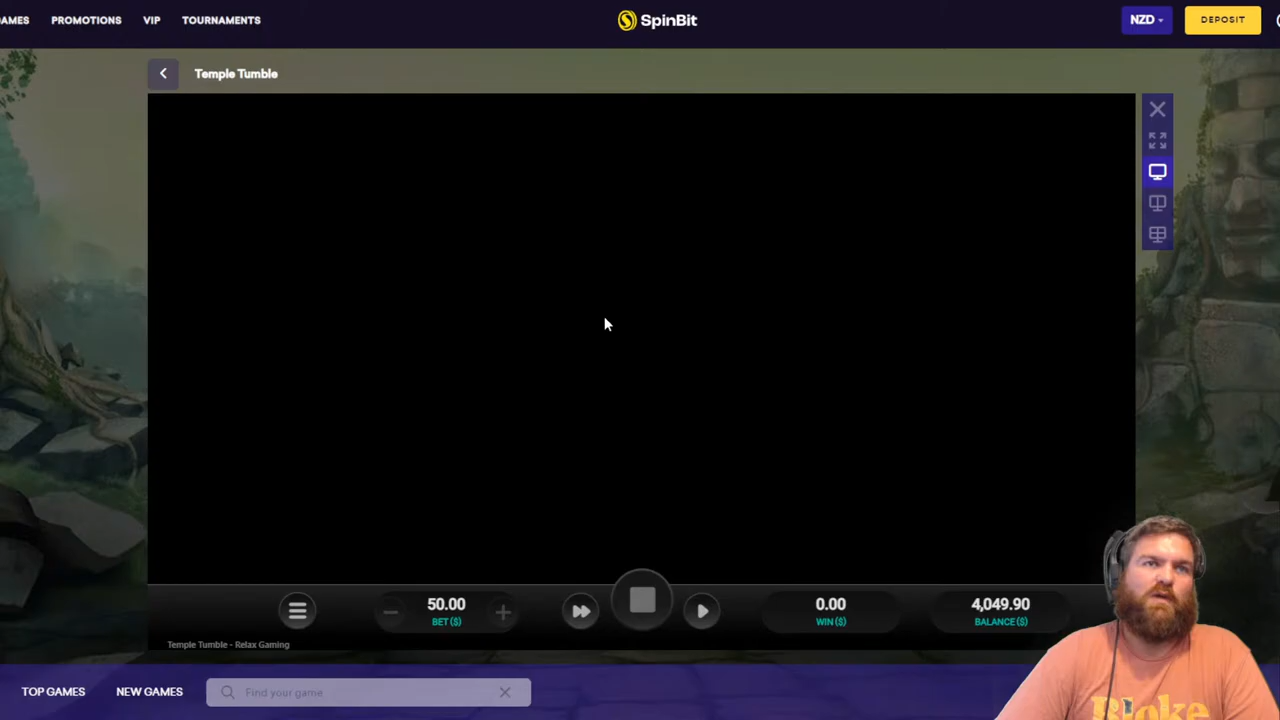 AMES PROMOTIONS VIP TOURNAMENTS SpinBit NZD DEPOSIT
Temple Tumble
50.00 0.00 4,049.90
BET($) WIN($) BALANCE($)
Temple Tumble - Relax Gaming
TOP GAMES NEW GAMES Find your game
Bloke